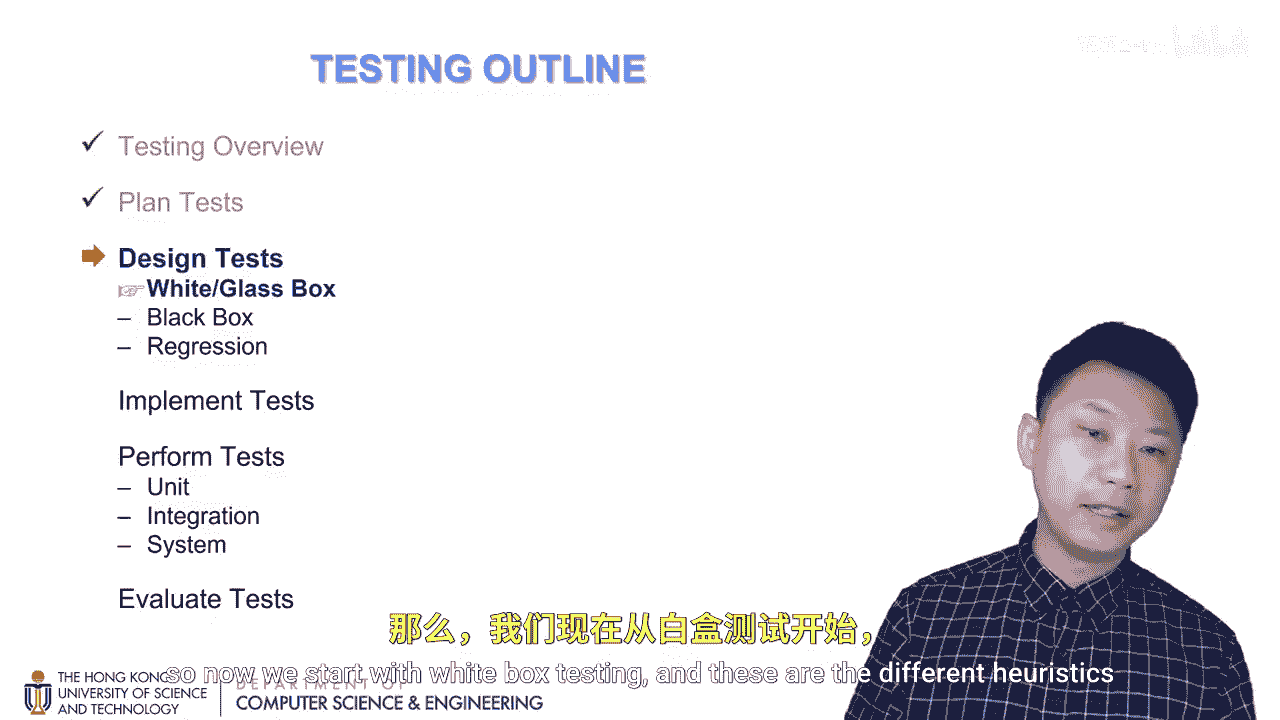 TESTING OUTLINE
✓ Testing Overview
✓ Plan Tests
Design Tests
White/Glass Box
– Black Box
– Regression
Implement Tests
Perform Tests
– Unit
– Integration
– System
Evaluate Tests
那么，我们现在从白盒测试开始，
so now we start with white box testing, and these are the different heuristics
THE HONG KONG
UNIVERSITY OF SCIENCE
AND TECHNOLOGY
DEPARTMENT OF
COMPUTER SCIENCE & ENGINEERING